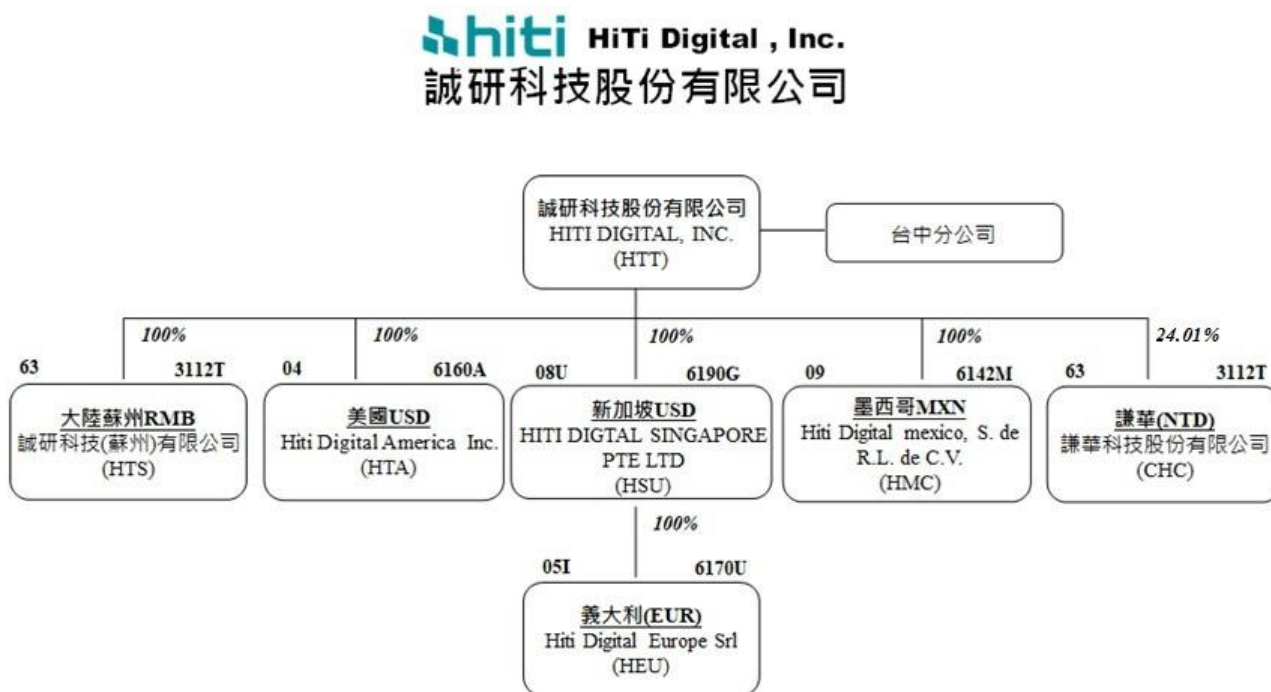 hiti HiTi Digital , Inc.
誠研科技股份有限公司
誠研科技股份有限公司
HITI DIGITAL, INC.
(HTT)
台中分公司
100%
100%
100%
100%
24.01%
63 3112T
04 6160A
08U 6190G
09 6142M
63 3112T
大陸蘇州RMB
誠研科技(蘇州)有限公司
(HTS)
美國USD
Hiti Digital America Inc.
(HTA)
新加坡USD
HITI DIGTAL SINGAPORE
PTE LTD
(HSU)
墨西哥MXN
Hiti Digital mexico, S. de
R.L. de C.V.
(HMC)
謙華(NTD)
謙華科技股份有限公司
(CHC)
100%
05I 6170U
義大利(EUR)
Hiti Digital Europe Srl
(HEU)